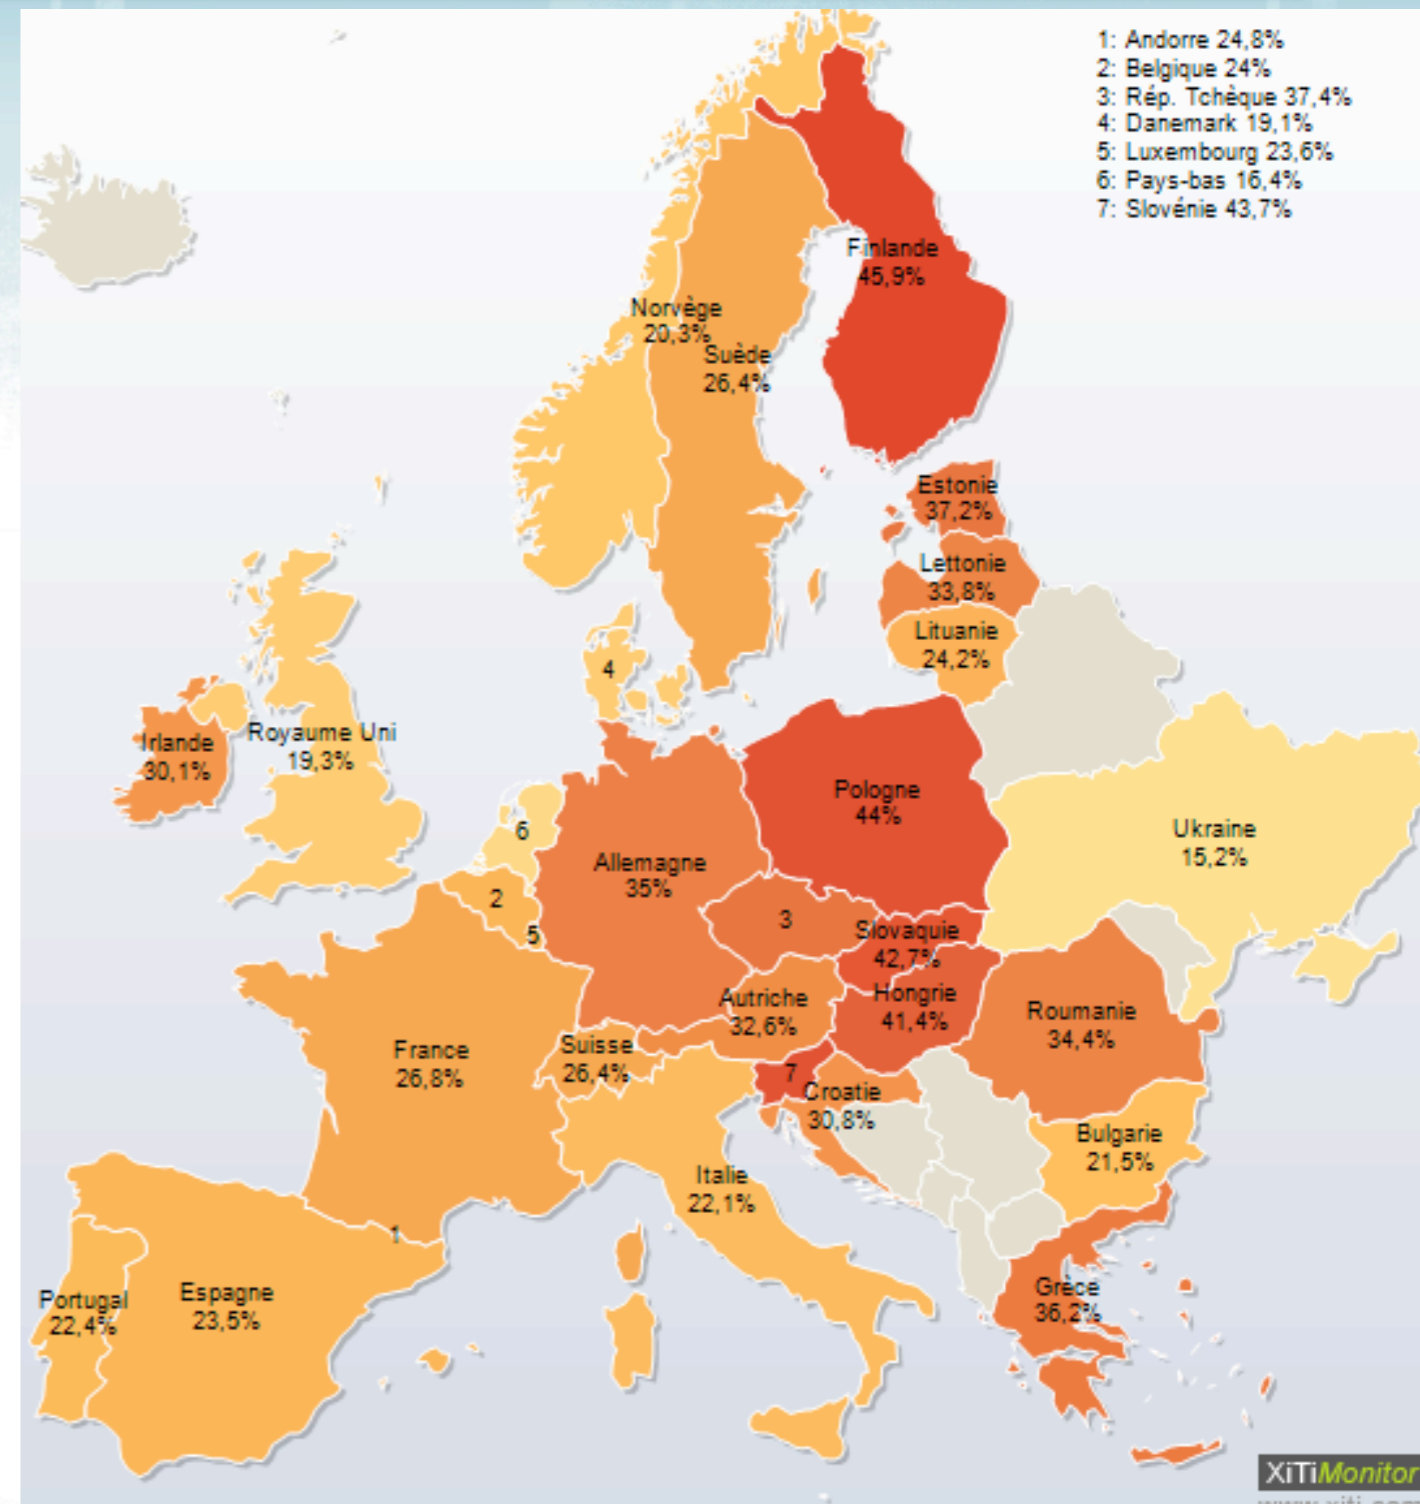 1: Andorre 24,8%
2: Belgique 24%
3: Rép. Tchèque 37,4%
4: Danemark 19,1%
5: Luxembourg 23,6%
6: Pays-bas 16,4%
7: Slovénie 43,7%
Finlande
45,9%
Norvège
20,3%
Suède
26,4%
Estonie
37,2%
Lettonie
33,8%
Lituanie
24,2%
4
Irlande
30,1%
Royaume Uni
19,3%
Pologne
44%
6
Ukraine
15,2%
Allemagne
35%
2
3
5
Slovaquie
42,7%
Autriche
32,6%
Hongrie
41,4%
Roumanie
34,4%
France
26,8%
Suisse
26,4%
7
Croatie
30,8%
Bulgarie
21,5%
Italie
22,1%
1
Portugal
22,4%
Espagne
23,5%
Grèce
36,2%
XiTiMonitor